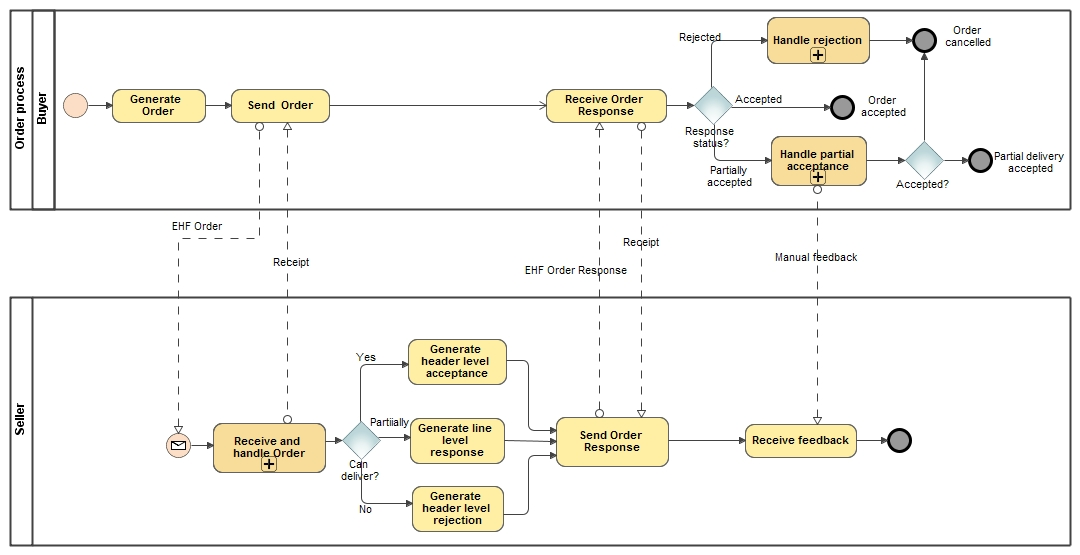 Order process
Buyer
Generate
Order
Send Order
Receive Order
Response
Response
status?
Rejected
Accepted
Partially
accepted
Handle rejection
Order
cancelled
Order
accepted
Handle partial
acceptance
Accepted?
Partial delivery
accepted
EHF Order
Receipt
EHF Order Response
Receipt
Manual feedback
Seller
Receive and
handle Order
Can
deliver?
Yes
Partiially
No
Generate
header level
acceptance
Generate line
level
response
Generate
header level
rejection
Send Order
Response
Receive feedback